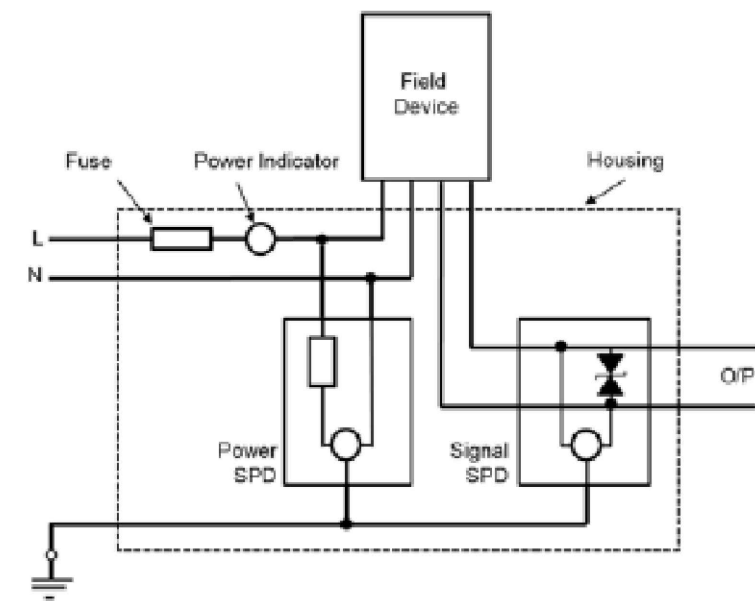 Field
Device
Fuse
Power Indicator
Housing
L
N
O/P
Power
SPD
Signal
SPD